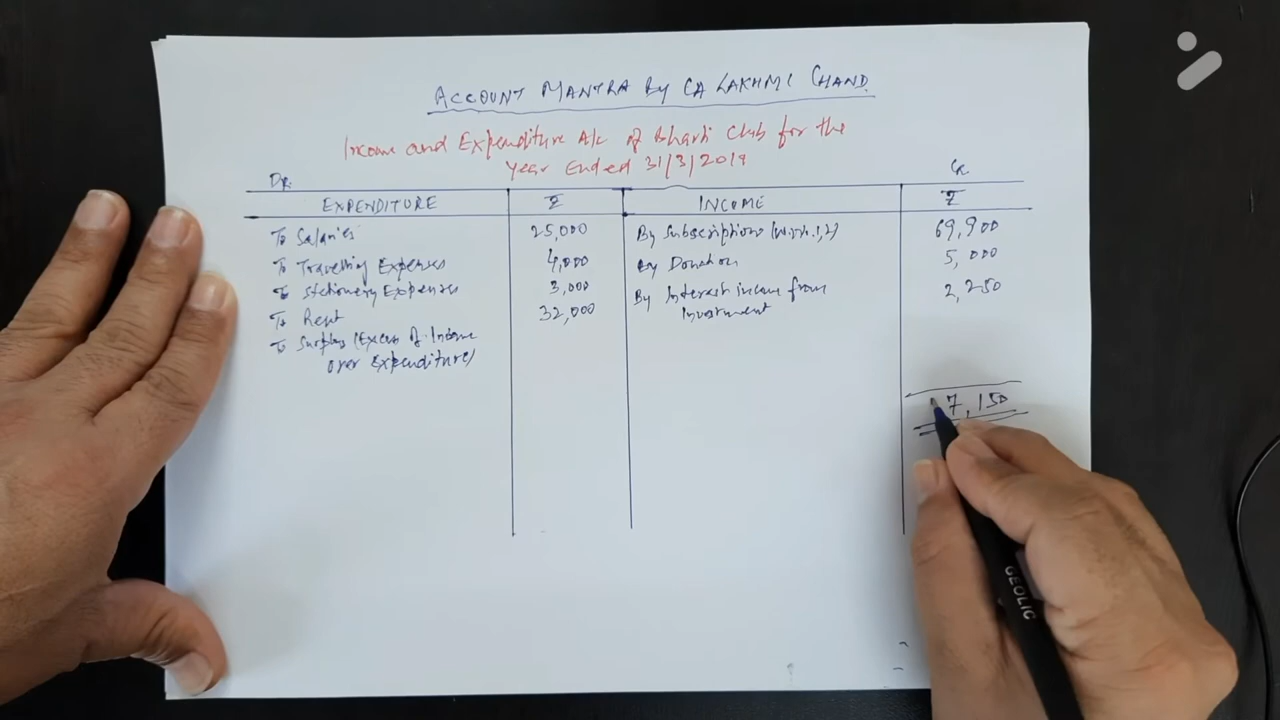 ACCOUNT MANTRA By CA LAKHMI CHAND
Income and Expenditure A/c of Bharti Club for the
Year Ended 31/3/2019
Dr. Cr
EXPENDITURE ₹ INCOME ₹
To Salaries 25,000 By Subscriptions (W.N.1,2) 69,900
To Travelling Expenses 4,000 By Donation 5,000
To Stationery Expenses 3,000 By Interest income from 2,250
To Rent 32,000 Investment
To Surplus (Excess of Income
over Expenditure)
7,150
GEOLIC